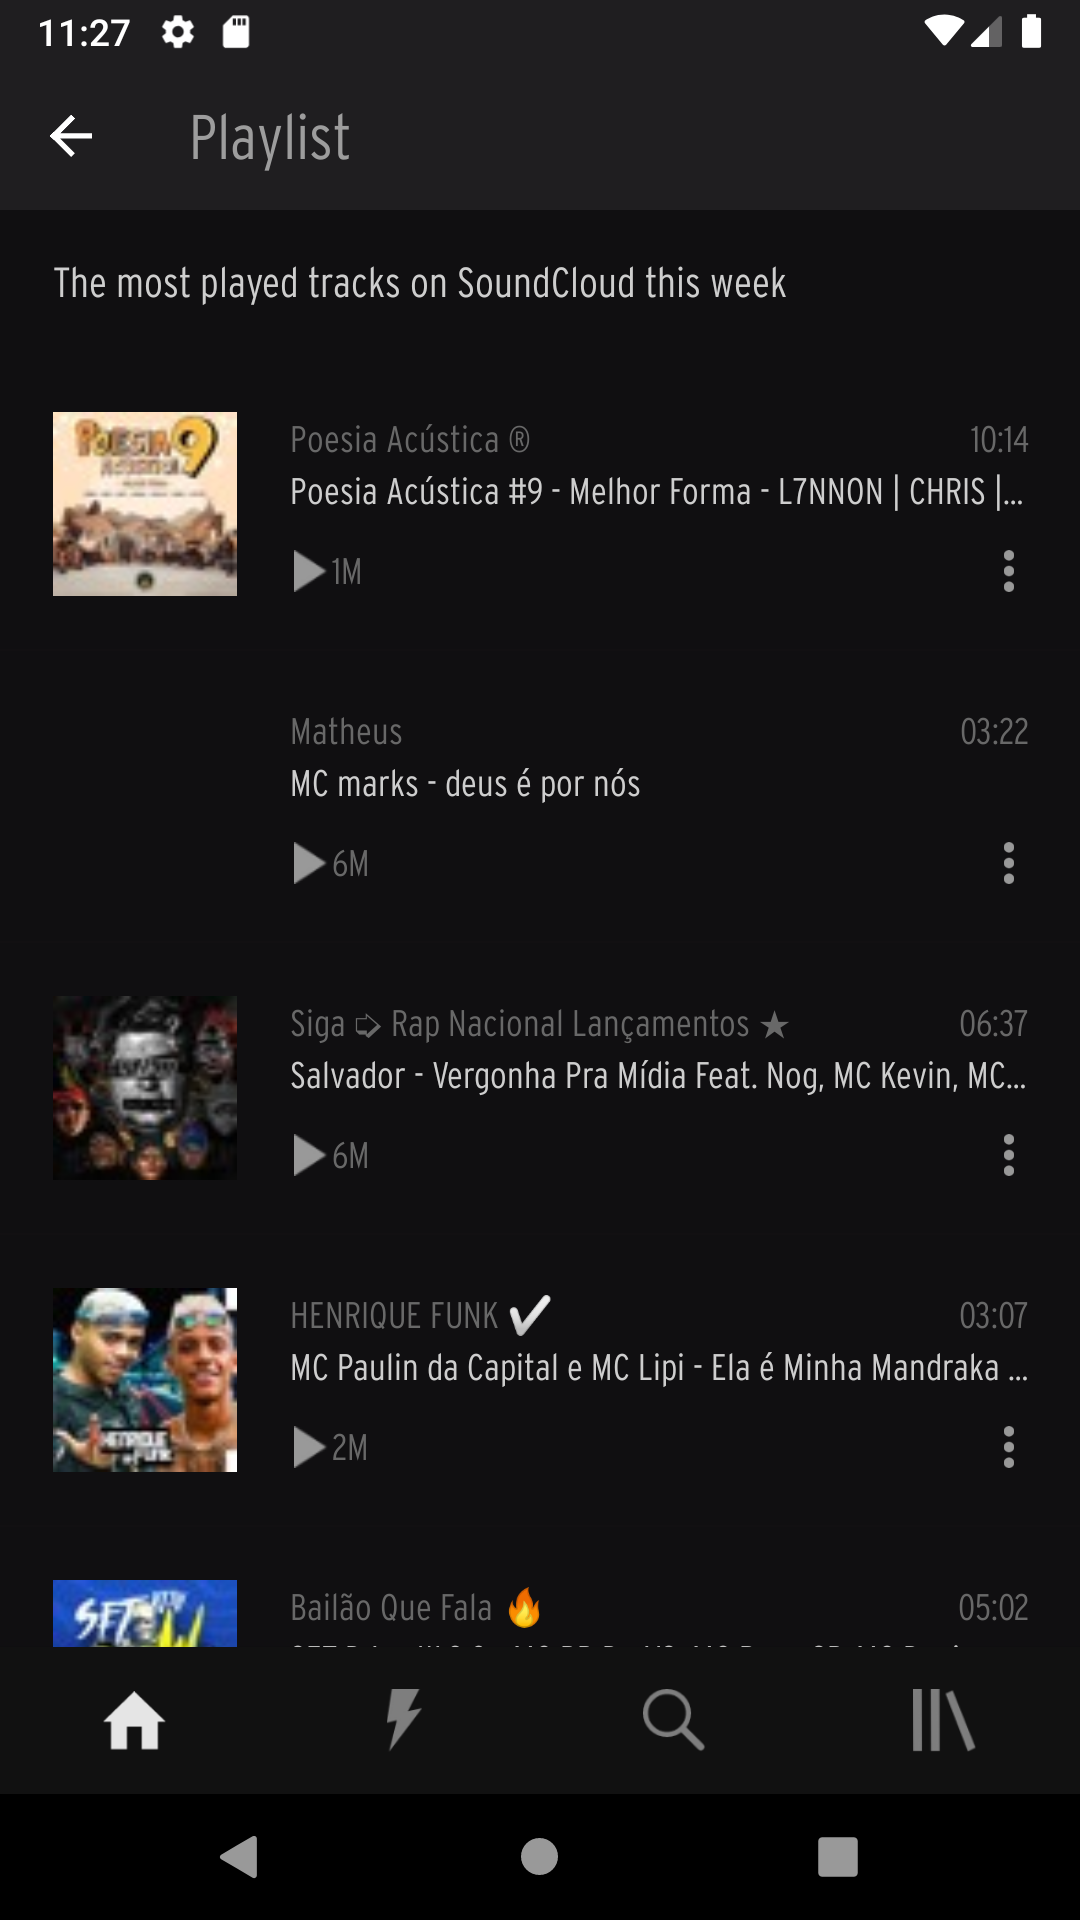 11:27
Playlist
The most played tracks on SoundCloud this week
POESIA 9
ACÚSTICA
Poesia Acústica ® 10:14
Poesia Acústica #9 - Melhor Forma - L7NNON | CHRIS |...
1M
Matheus 03:22
MC marks - deus é por nós
6M
Siga ➩ Rap Nacional Lançamentos ★ 06:37
Salvador - Vergonha Pra Mídia Feat. Nog, MC Kevin, MC...
6M
HENRIQUE FUNK ✔ 03:07
MC Paulin da Capital e MC Lipi - Ela é Minha Mandraka ...
HENRIQUE
FUNK
2M
Bailão Que Fala 🔥 05:02